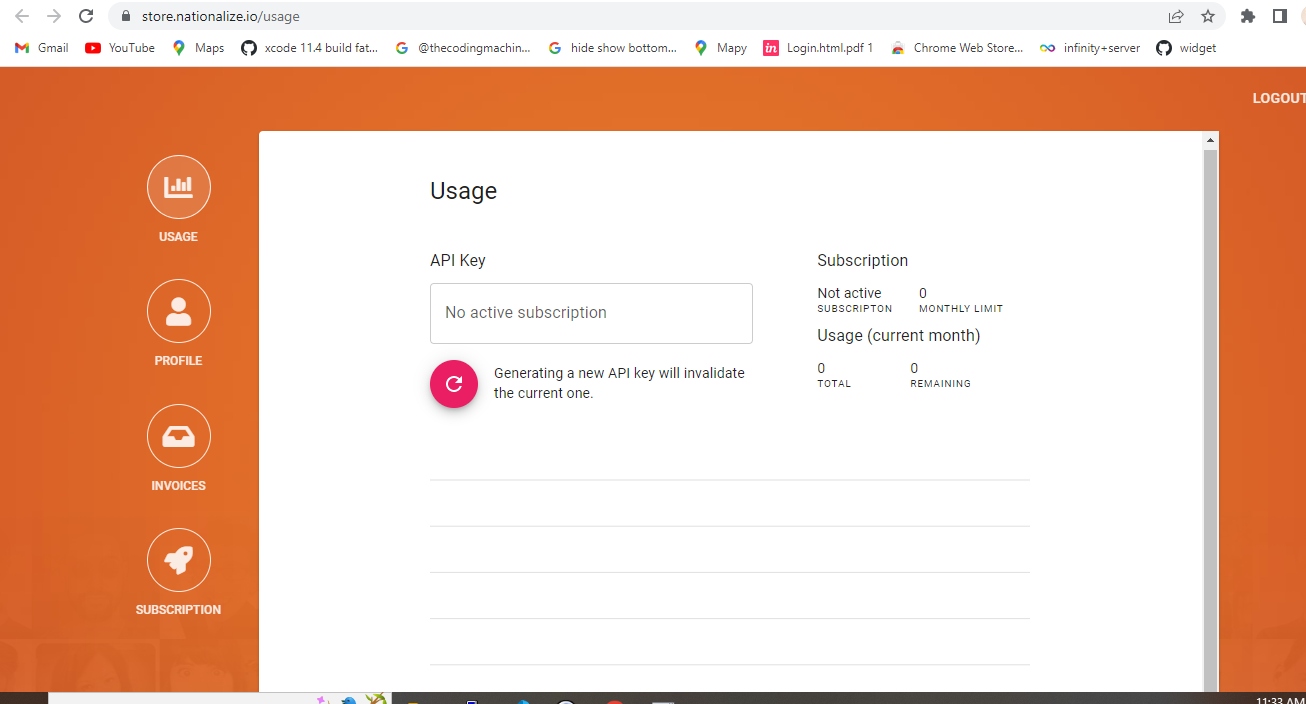 store.nationalize.io/usage
Gmail YouTube Maps xcode 11.4 build fat... @thecodingmachin... hide show bottom... Mapy in Login.html.pdf 1 Chrome Web Store... infinity+server widget
LOGOUT
USAGE
PROFILE
INVOICES
SUBSCRIPTION
Usage
API Key
No active subscription
Generating a new API key will invalidate
the current one.
Subscription
Not active 0
SUBSCRIPTON MONTHLY LIMIT
Usage (current month)
0 0
TOTAL REMAINING
11:33 AM